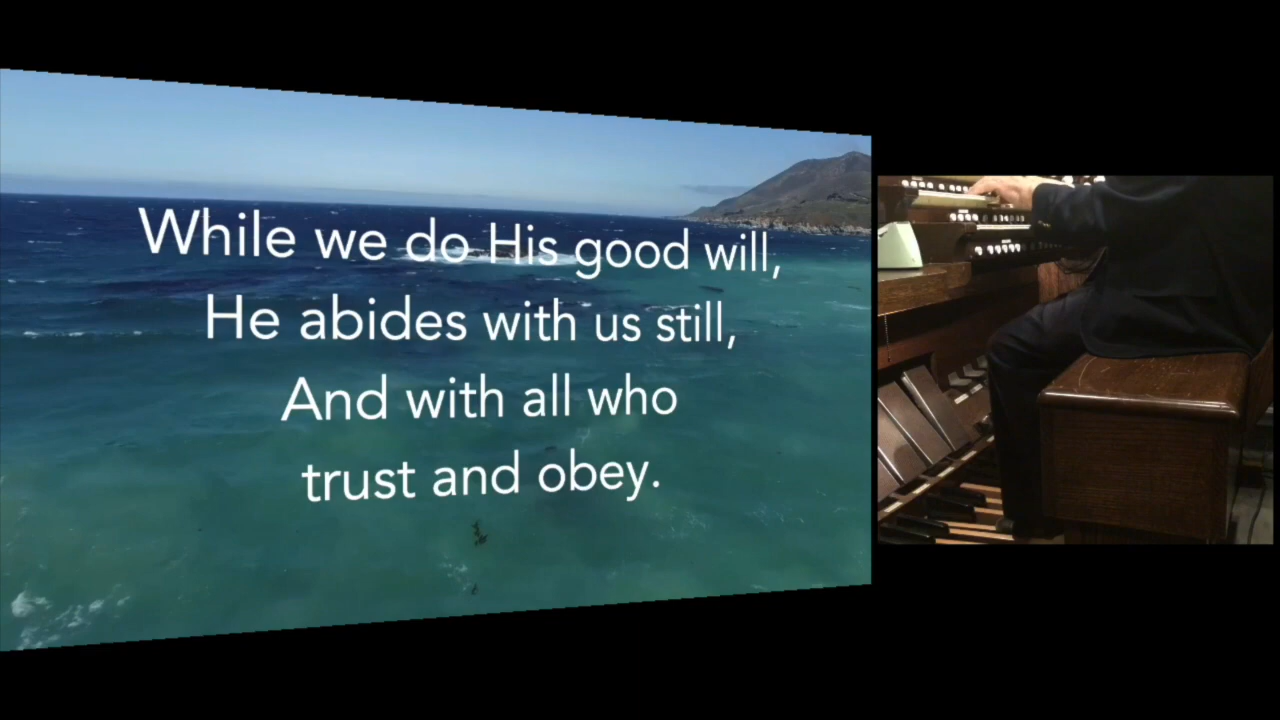 While we do His good will,
He abides with us still,
And with all who
trust and obey.